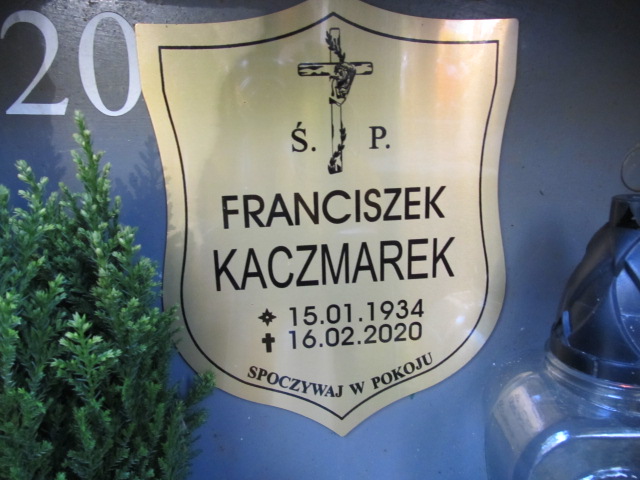 20
Ś. P.
FRANCISZEK
KACZMAREK
15.01.1934
16.02.2020
SPOCZYWAJ W POKOJU